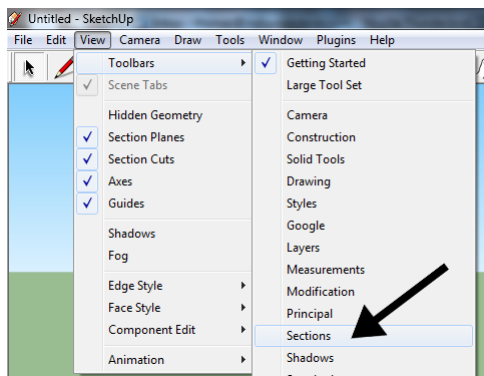 Untitled - SketchUp
File Edit View Camera Draw Tools Window Plugins Help
Toolbars
Scene Tabs
Hidden Geometry
Section Planes
Section Cuts
Axes
Guides
Shadows
Fog
Edge Style
Face Style
Component Edit
Animation
Getting Started
Large Tool Set
Camera
Construction
Solid Tools
Drawing
Styles
Google
Layers
Measurements
Modification
Principal
Sections
Shadows